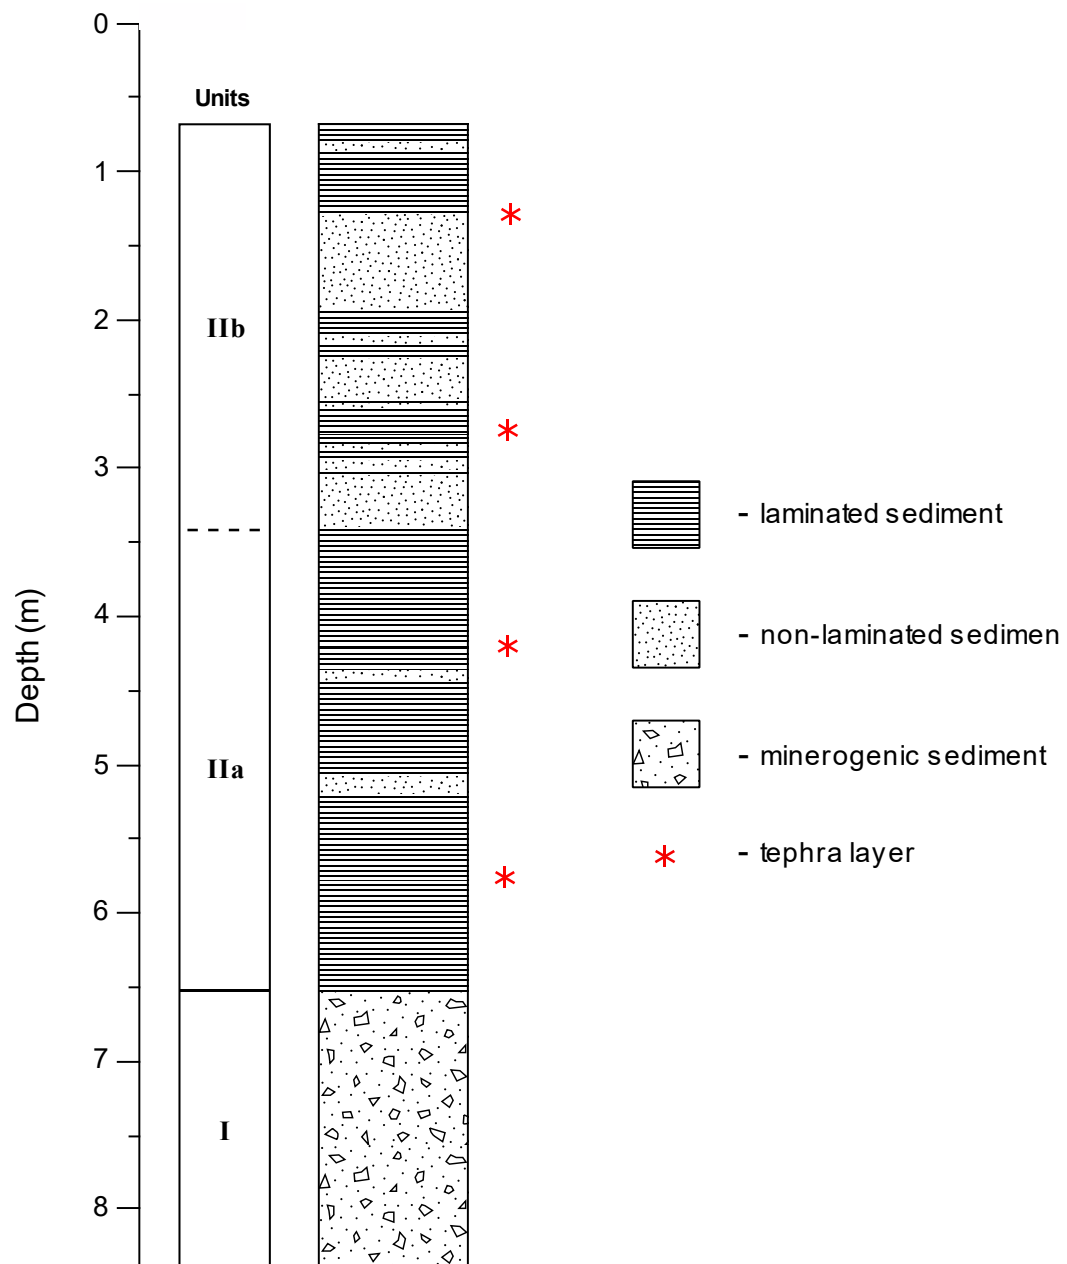 0
Units
1
2
IIb
3
- laminated sediment
4
- non-laminated sedimen
Depth (m)
5
IIa
- minerogenic sediment
- tephra layer
6
7
I
8